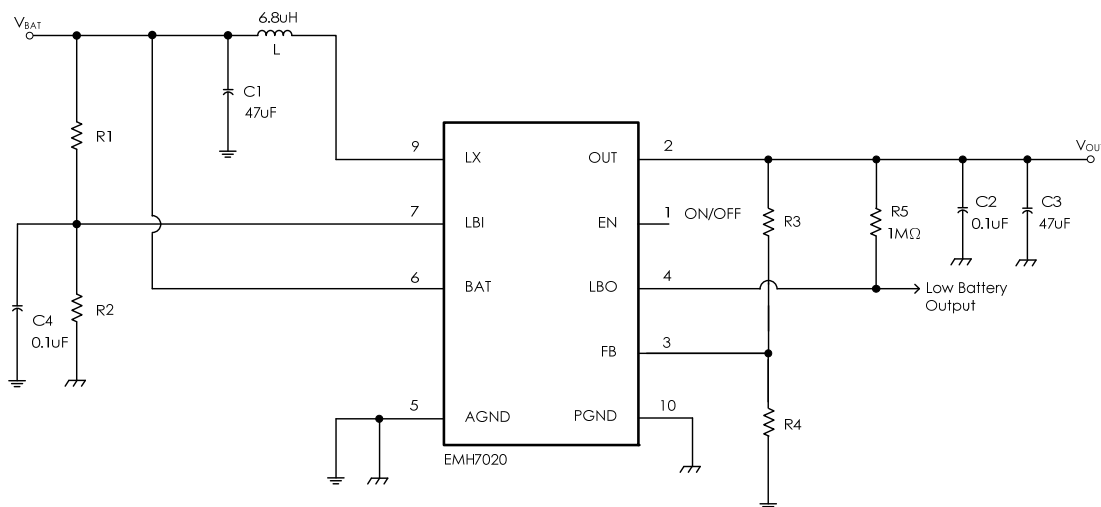 VBAT
6.8uH
L
C1
47uF
R1
9
LX
OUT
2
VOU
7
LBI
EN
1
ON/OFF
R3
R5
1MΩ
C2
0.1uF
C3
47uF
6
BAT
LBO
4
Low Battery
Output
R2
C4
0.1uF
FB
3
5
AGND
PGND
10
R4
EMH7020